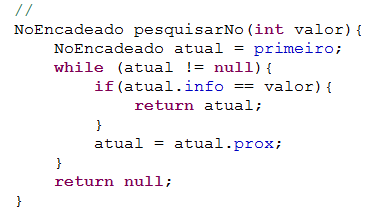 //
NoEncadeado pesquisarNo(int valor){
    NoEncadeado atual = primeiro;
    while (atual != null){
        if(atual.info == valor){
            return atual;
        }
        atual = atual.prox;
    }
    return null;
}